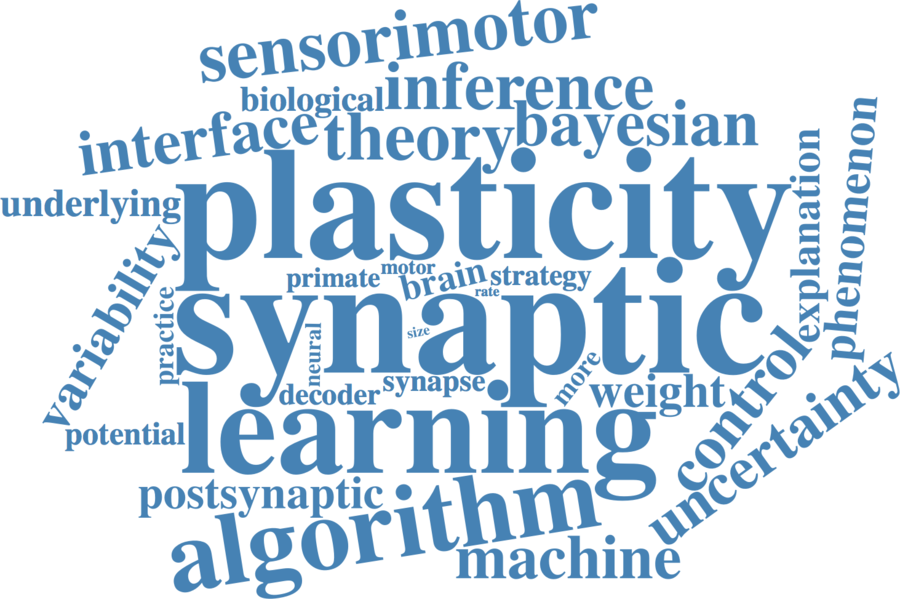 sensorimotor
biological inference
interface theory bayesian
plasticity
underlying
explanation
phenomenon
variability
primate motor brain strategy
rate
synaptic
practice
neural
size
decoder synapse more weight
control
uncertainty
potential
learning
postsynaptic
algorithm
machine